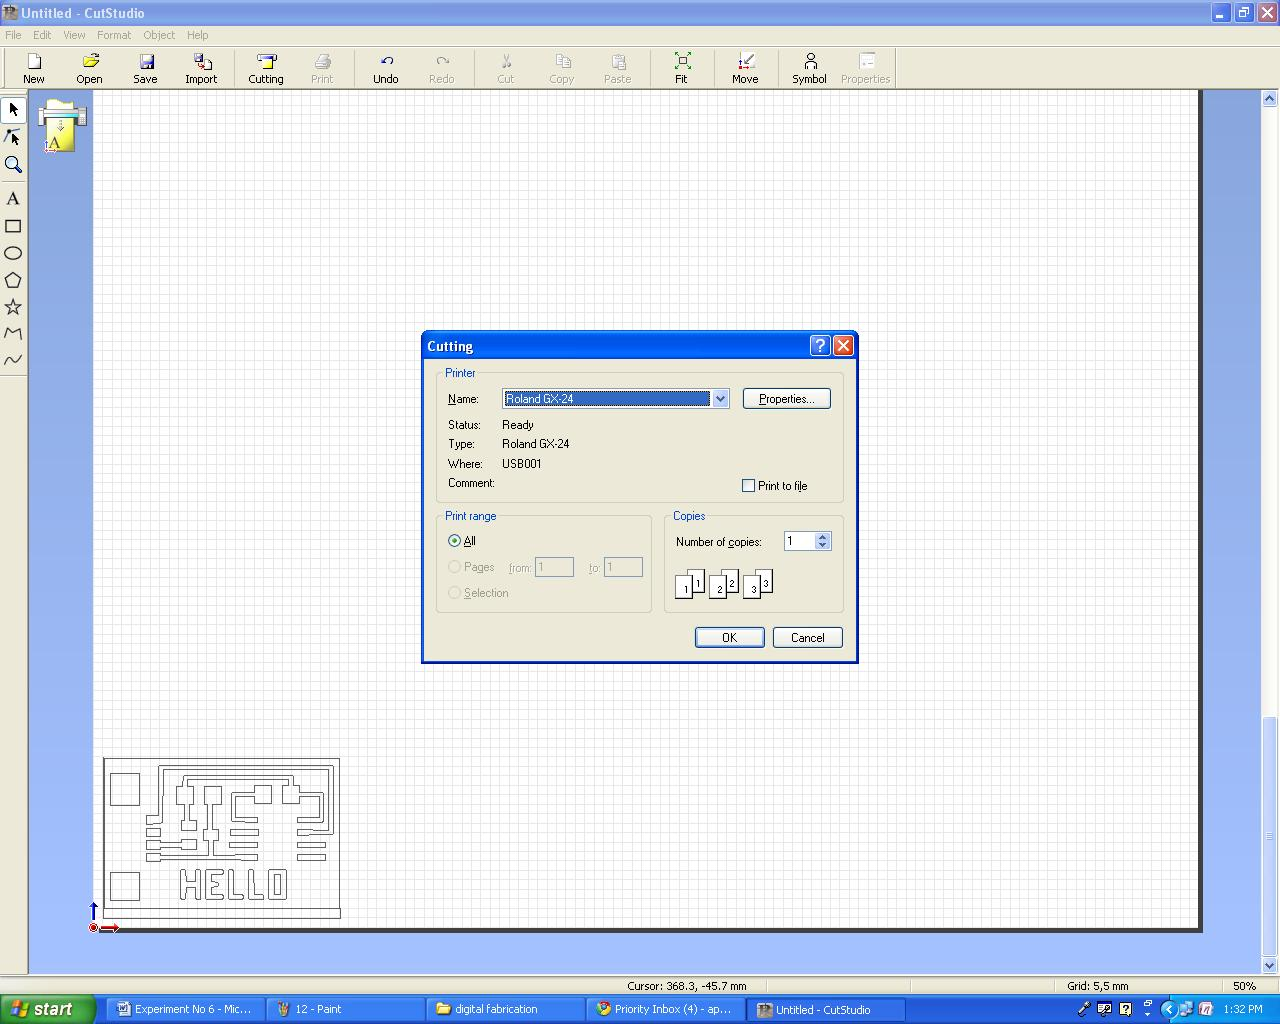 Untitled - CutStudio
File Edit View Format Object Help
New Open Save Import Cutting Print Undo Redo Cut Copy Paste Fit Move Symbol Properties
A
A
Cutting
Printer
Name: Roland GX-24 Properties...
Status: Ready
Type: Roland GX-24
Where: USB001
Comment:
Print to file
Print range
All
Pages from: 1 to: 1
Selection
Copies
Number of copies: 1
1 1 2 2 3 3
OK Cancel
HELLO
Cursor: 368.3, -45.7 mm Grid: 5,5 mm 50%
start Experiment No 6 - Mic... 12 - Paint digital fabrication Priority Inbox (4) - ap... Untitled - CutStudio 1:32 PM